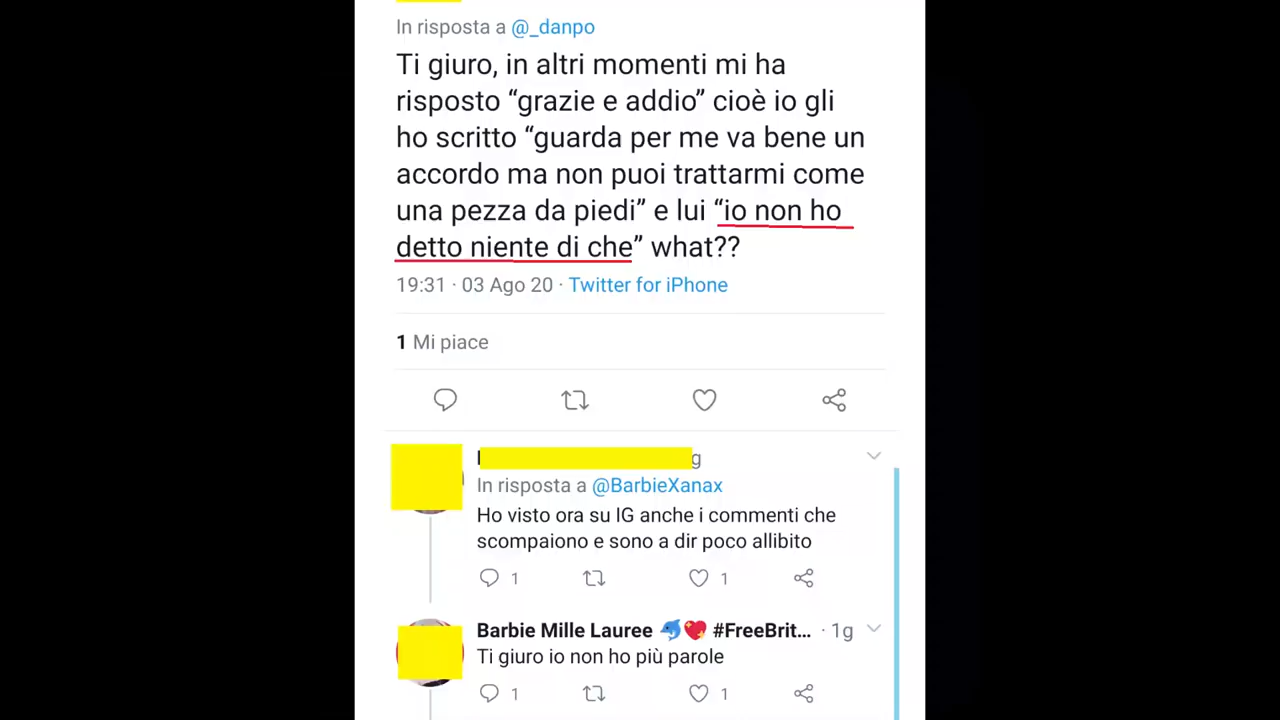 In risposta a @_danpo
Ti giuro, in altri momenti mi ha
risposto “grazie e addio” cioè io gli
ho scritto “guarda per me va bene un
accordo ma non puoi trattarmi come
una pezza da piedi” e lui “io non ho
detto niente di che” what??
19:31 · 03 Ago 20 · Twitter for iPhone
1 Mi piace
g
In risposta a @BarbieXanax
Ho visto ora su IG anche i commenti che
scompaiono e sono a dir poco allibito
1 1
Barbie Mille Lauree 🐬💖 #FreeBrit... · 1g
Ti giuro io non ho più parole
1 1